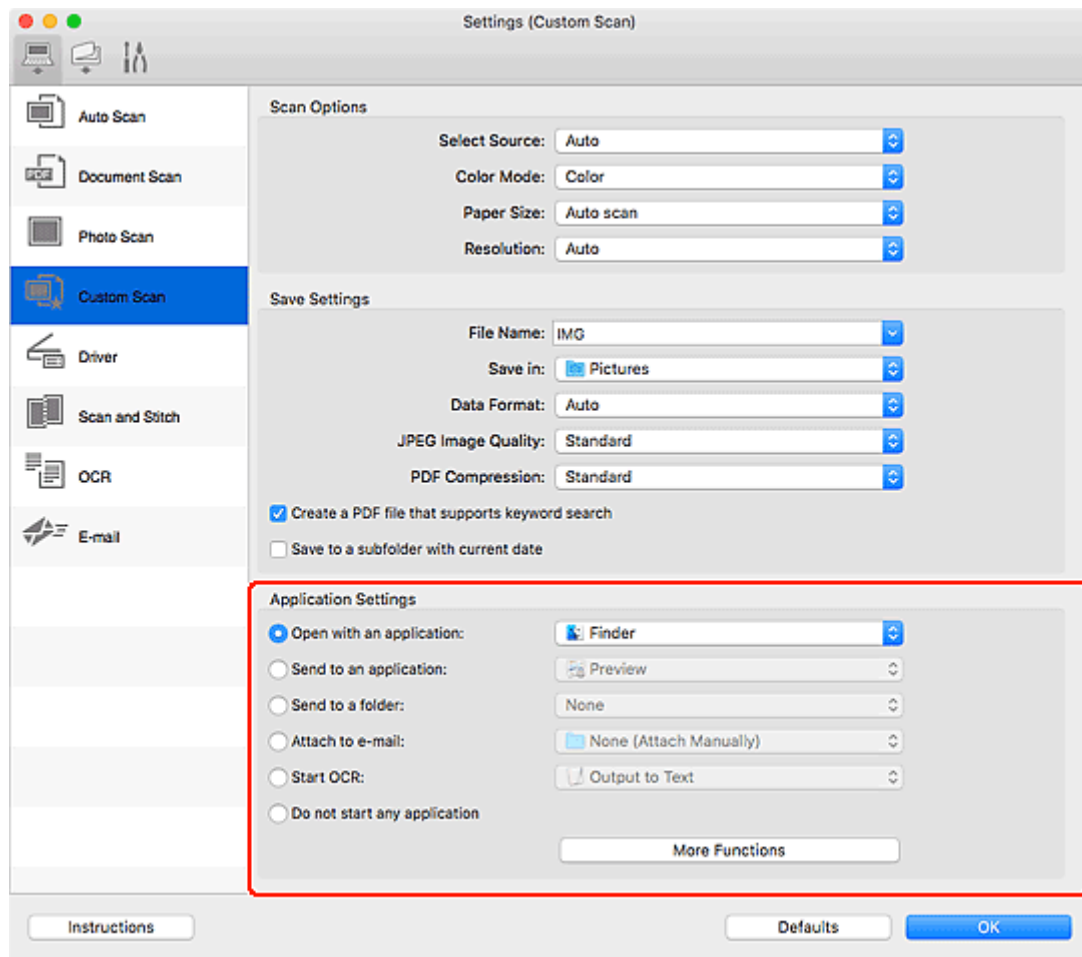 Settings (Custom Scan)
Auto Scan
PDF
Document Scan
Photo Scan
Custom Scan
Driver
Scan and Stitch
OCR
E-mail
Scan Options
Select Source: Auto
Color Mode: Color
Paper Size: Auto scan
Resolution: Auto
Save Settings
File Name: IMG
Save in: Pictures
Data Format: Auto
JPEG Image Quality: Standard
PDF Compression: Standard
Create a PDF file that supports keyword search
Save to a subfolder with current date
Application Settings
Open with an application: Finder
Send to an application: Preview
Send to a folder: None
Attach to e-mail: None (Attach Manually)
Start OCR: Output to Text
Do not start any application
More Functions
Instructions
Defaults
OK